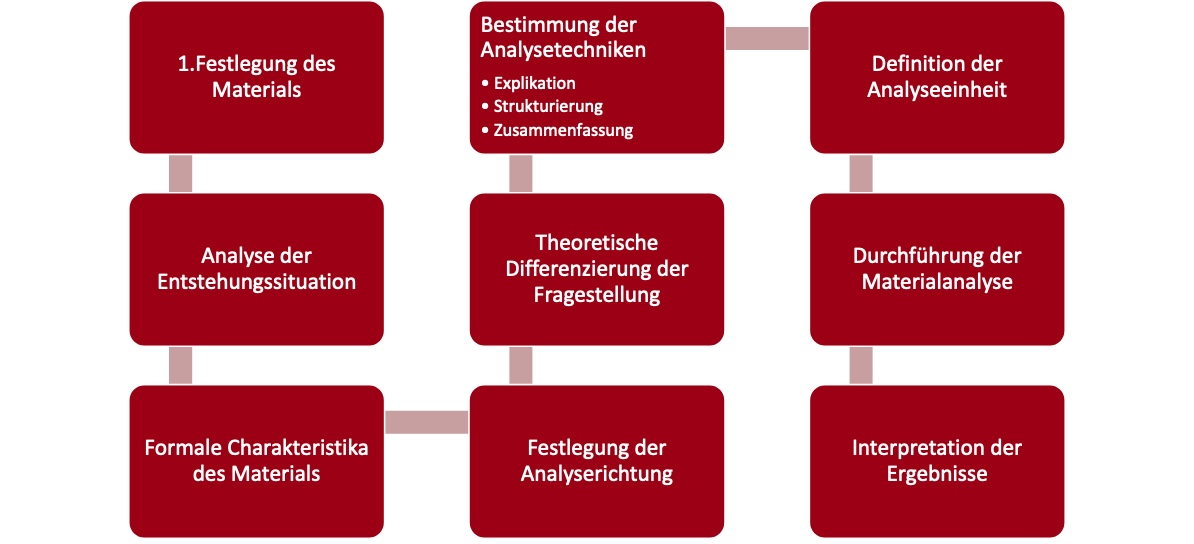 1.Festlegung des
Materials
Analyse der
Entstehungssituation
Formale Charakteristika
des Materials
Festlegung der
Analyserichtung
Theoretische
Differenzierung der
Fragestellung
Bestimmung der
Analysetechniken
• Explikation
• Strukturierung
• Zusammenfassung
Definition der
Analyseeinheit
Durchführung der
Materialanalyse
Interpretation der
Ergebnisse